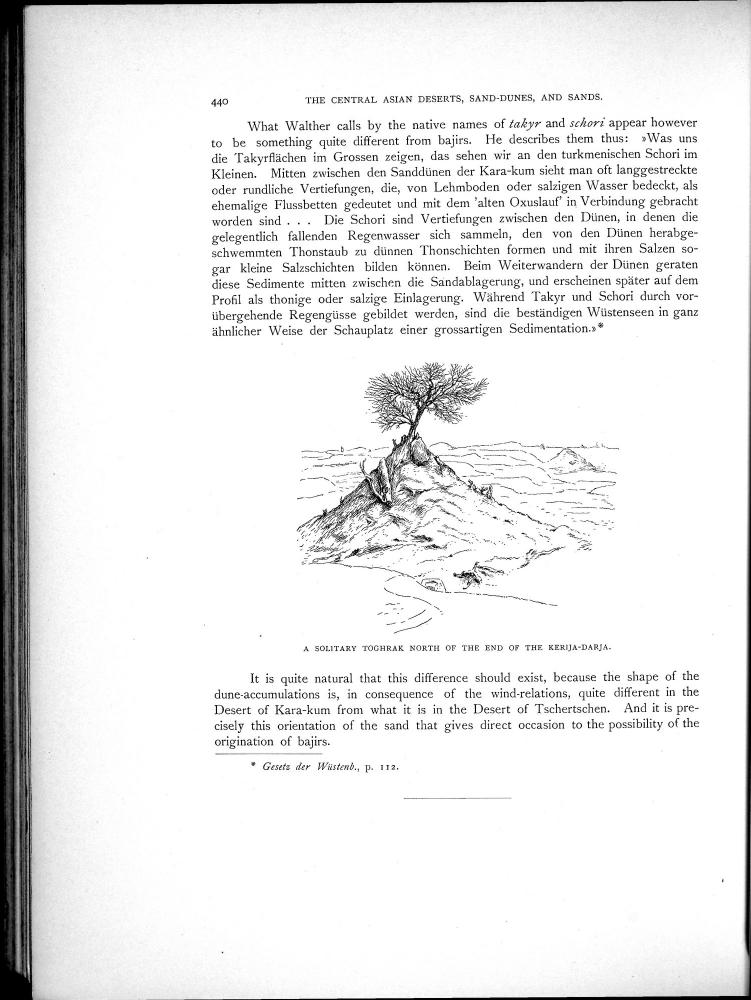 440 THE CENTRAL ASIAN DESERTS, SAND-DUNES, AND SANDS.
What Walther calls by the native names of takyr and schori appear however
to be something quite different from bajirs. He describes them thus: »Was uns
die Takyrflächen im Grossen zeigen, das sehen wir an den turkmenischen Schori im
Kleinen. Mitten zwischen den Sanddünen der Kara-kum sieht man oft langgestreckte
oder rundliche Vertiefungen, die, von Lehmboden oder salzigen Wasser bedeckt, als
ehemalige Flussbetten gedeutet und mit dem 'alten Oxuslauf' in Verbindung gebracht
worden sind . . . Die Schori sind Vertiefungen zwischen den Dünen, in denen die
gelegentlich fallenden Regenwasser sich sammeln, den von den Dünen herabge-
schwemmten Thonstaub zu dünnen Thonschichten formen und mit ihren Salzen so-
gar kleine Salzschichten bilden können. Beim Weiterwandern der Dünen geraten
diese Sedimente mitten zwischen die Sandablagerung, und erscheinen später auf dem
Profil als thonige oder salzige Einlagerung. Während Takyr und Schori durch vor-
übergehende Regengüsse gebildet werden, sind die beständigen Wüstenseen in ganz
ähnlicher Weise der Schauplatz einer grossartigen Sedimentation.»*
A SOLITARY TOGHRAK NORTH OF THE END OF THE KERIJA-DARJA.
It is quite natural that this difference should exist, because the shape of the
dune-accumulations is, in consequence of the wind-relations, quite different in the
Desert of Kara-kum from what it is in the Desert of Tschertschen. And it is pre-
cisely this orientation of the sand that gives direct occasion to the possibility of the
origination of bajirs.
* Gesetz der Wüstenb., p. 112.